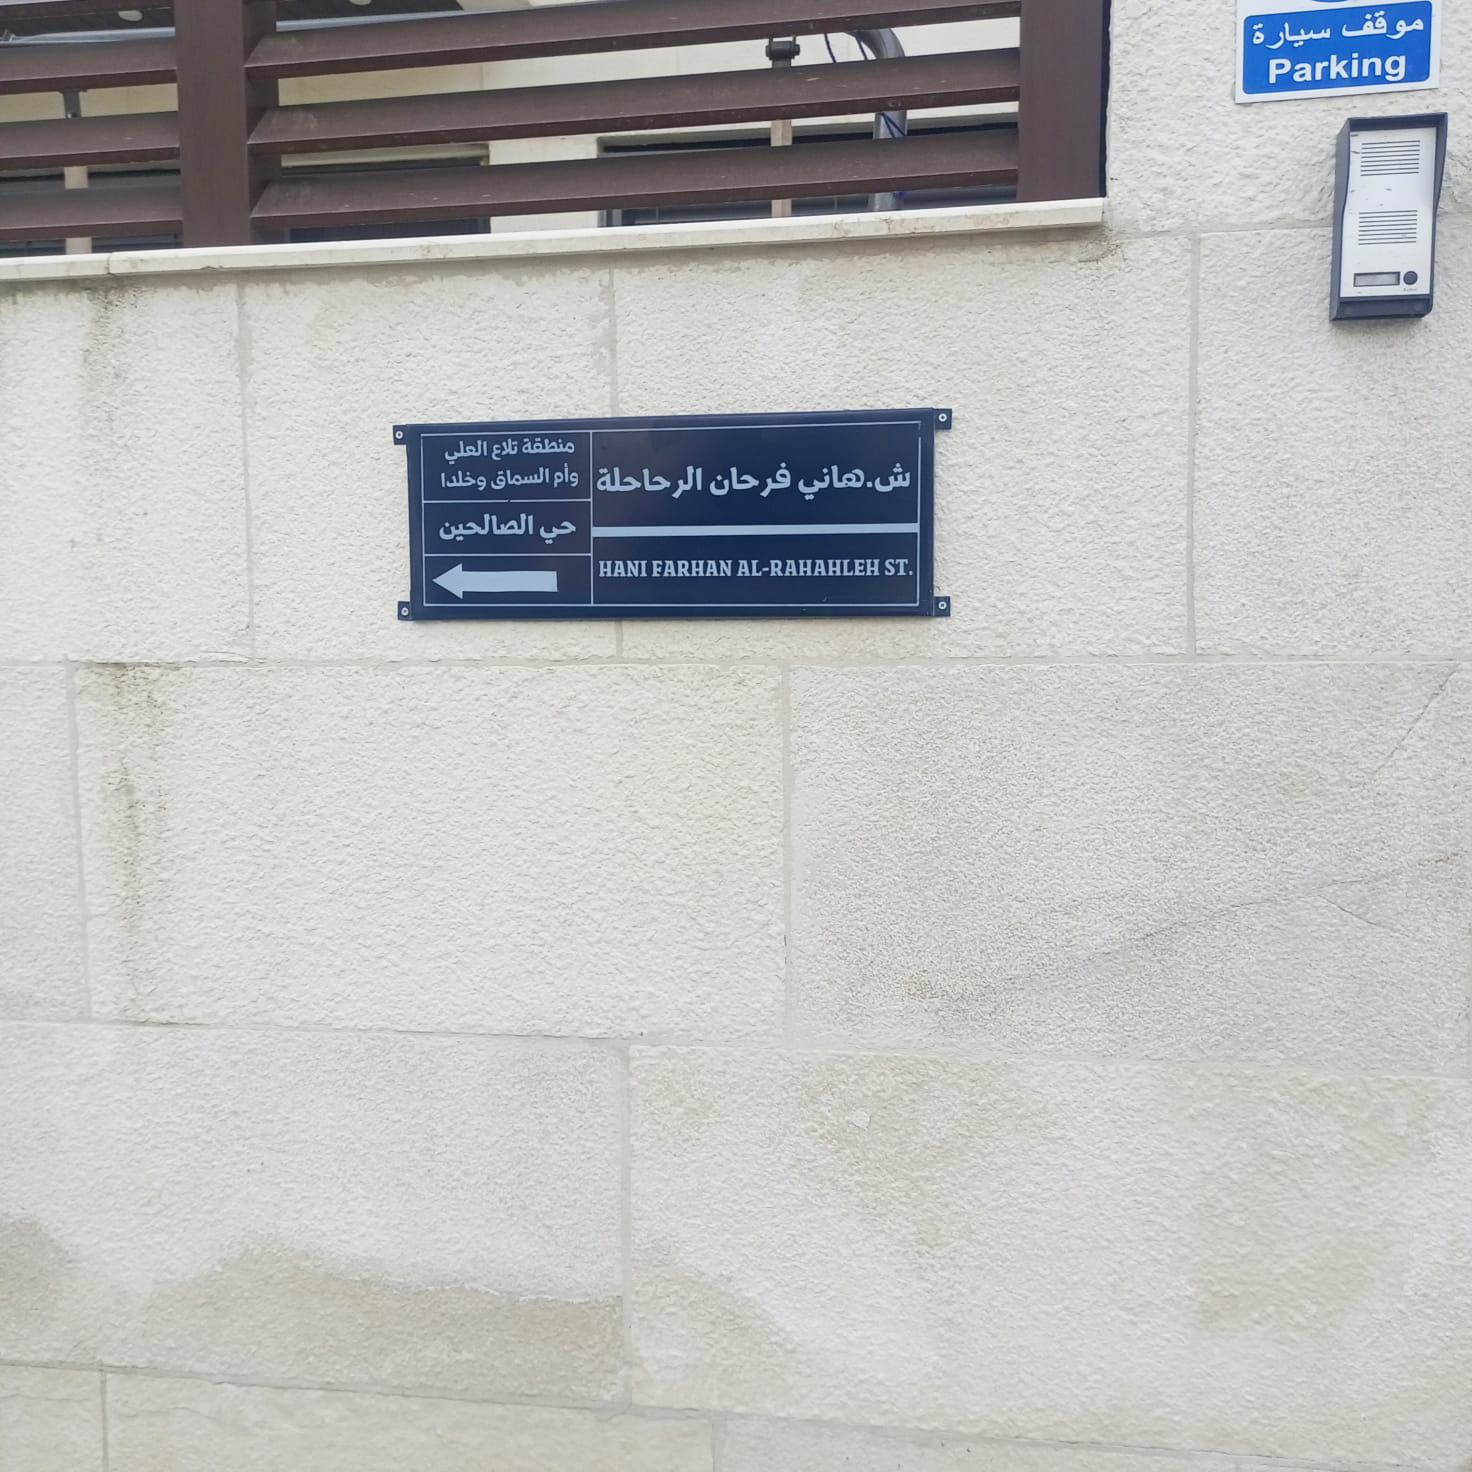 موقف سيارة
Parking
ش.هاني فرحان الرحاحلة
HANI FARHAN AL-RAHAHLEH ST.
منطقة تلاع العلي
وأم السماق وخلدا
حي الصالحين